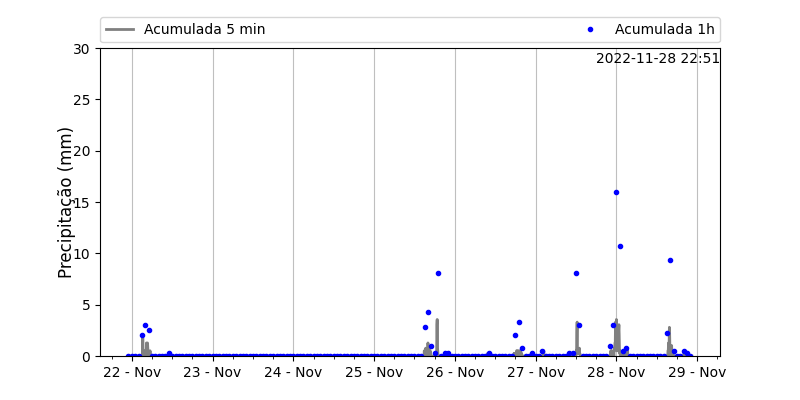 Acumulada 5 min
Acumulada 1h
2022-11-28 22:51
Precipitação (mm)
30
25
20
15
10
5
0
22 - Nov
23 - Nov
24 - Nov
25 - Nov
26 - Nov
27 - Nov
28 - Nov
29 - Nov